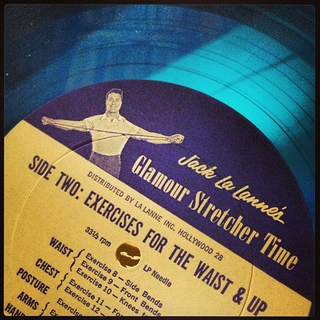 Jack La Lanne's
Glamour Stretcher Time
DISTRIBUTED BY LA LANNE, INC. HOLLYWOOD 28
SIDE TWO: EXERCISES FOR THE WAIST & UP
33⅓ rpm
LP Needle
WAIST { Exercise 8 — Side Bends
Exercise 9 — Front Bends
CHEST { Exercise 10 — Knees
POSTURE { Exercise 11 —
ARMS Exercise 12